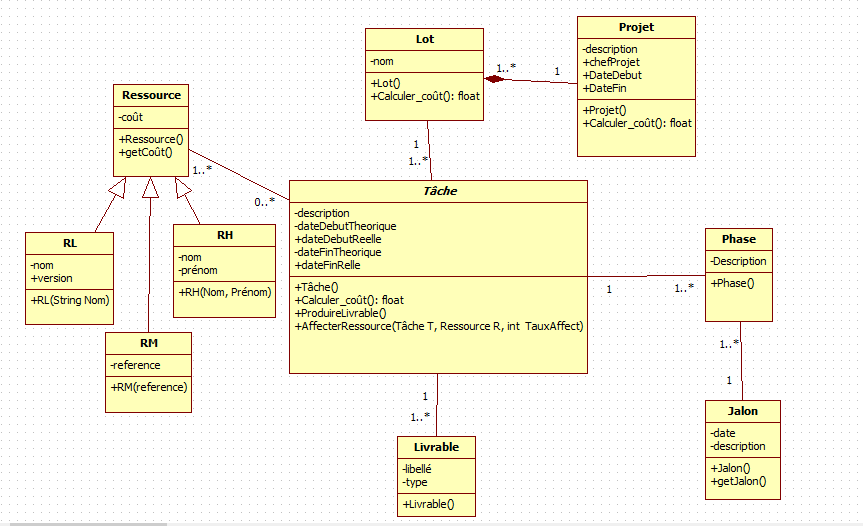 Lot
-nom
+Lot()
+Calculer_coût(): float
1..*
1
Projet
-description
+chefProjet
+DateDebut
+DateFin
+Projet()
+Calculer_coût(): float
Ressource
-coût
+Ressource()
+getCoût()
1..*
0..*
1
1..*
Tâche
-description
-dateDebutTheorique
+dateDebutReelle
-dateFinTheorique
+dateFinRelle
+Tâche()
+Calculer_coût(): float
+ProduireLivrable()
+AffecterRessource(Tâche T, Ressource R, int TauxAffect)
RL
-nom
+version
+RL(String Nom)
RH
-nom
-prénom
+RH(Nom, Prénom)
RM
-reference
+RM(reference)
1
1..*
Phase
-Description
+Phase()
1..*
1
Jalon
-date
-description
+Jalon()
+getJalon()
1
1..*
Livrable
-libellé
-type
+Livrable()